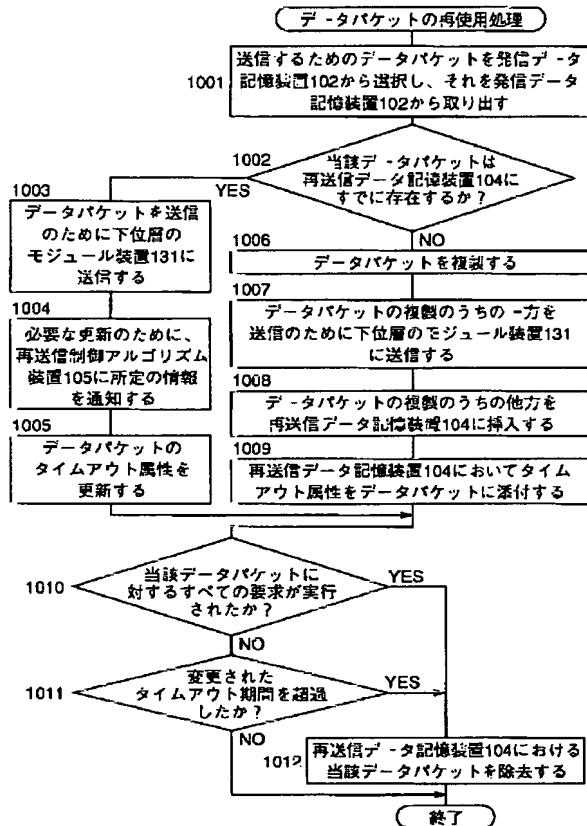 データパケットの再使用処理
1001
送信するためのデータパケットを発信データ
記憶装置102から選択し、それを発信データ
記憶装置102から取り出す
1002
当該データパケットは
再送信データ記憶装置104に
すでに存在するか？
YES
NO
1003
データパケットを送信
のために下位層の
モジュール装置131に
送信する
1004
必要な更新のために、
再送信制御アルゴリズム
装置105に所定の情報
を通知する
1005
データパケットの
タイムアウト属性を
更新する
1006
データパケットを複製する
1007
データパケットの複製のうちの一方を
送信のために下位層のモジュール装置131
に送信する
1008
データパケットの複製のうちの他方を
再送信データ記憶装置104に挿入する
1009
再送信データ記憶装置104においてタイム
アウト属性をデータパケットに添付する
1010
当該データパケットに
対するすべての要求が実行
されたか？
YES
NO
1011
変更された
タイムアウト期間を超過
したか？
YES
NO
1012
再送信データ記憶装置104における
当該データパケットを除去する
終了